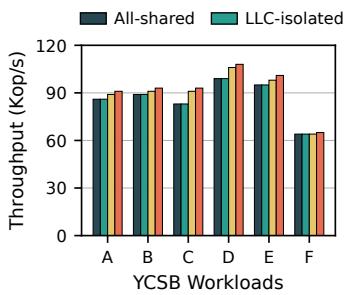 All-shared LLC-isolated
Throughput (Kop/s)
120
90
60
30
0
A B C D E F
YCSB Workloads